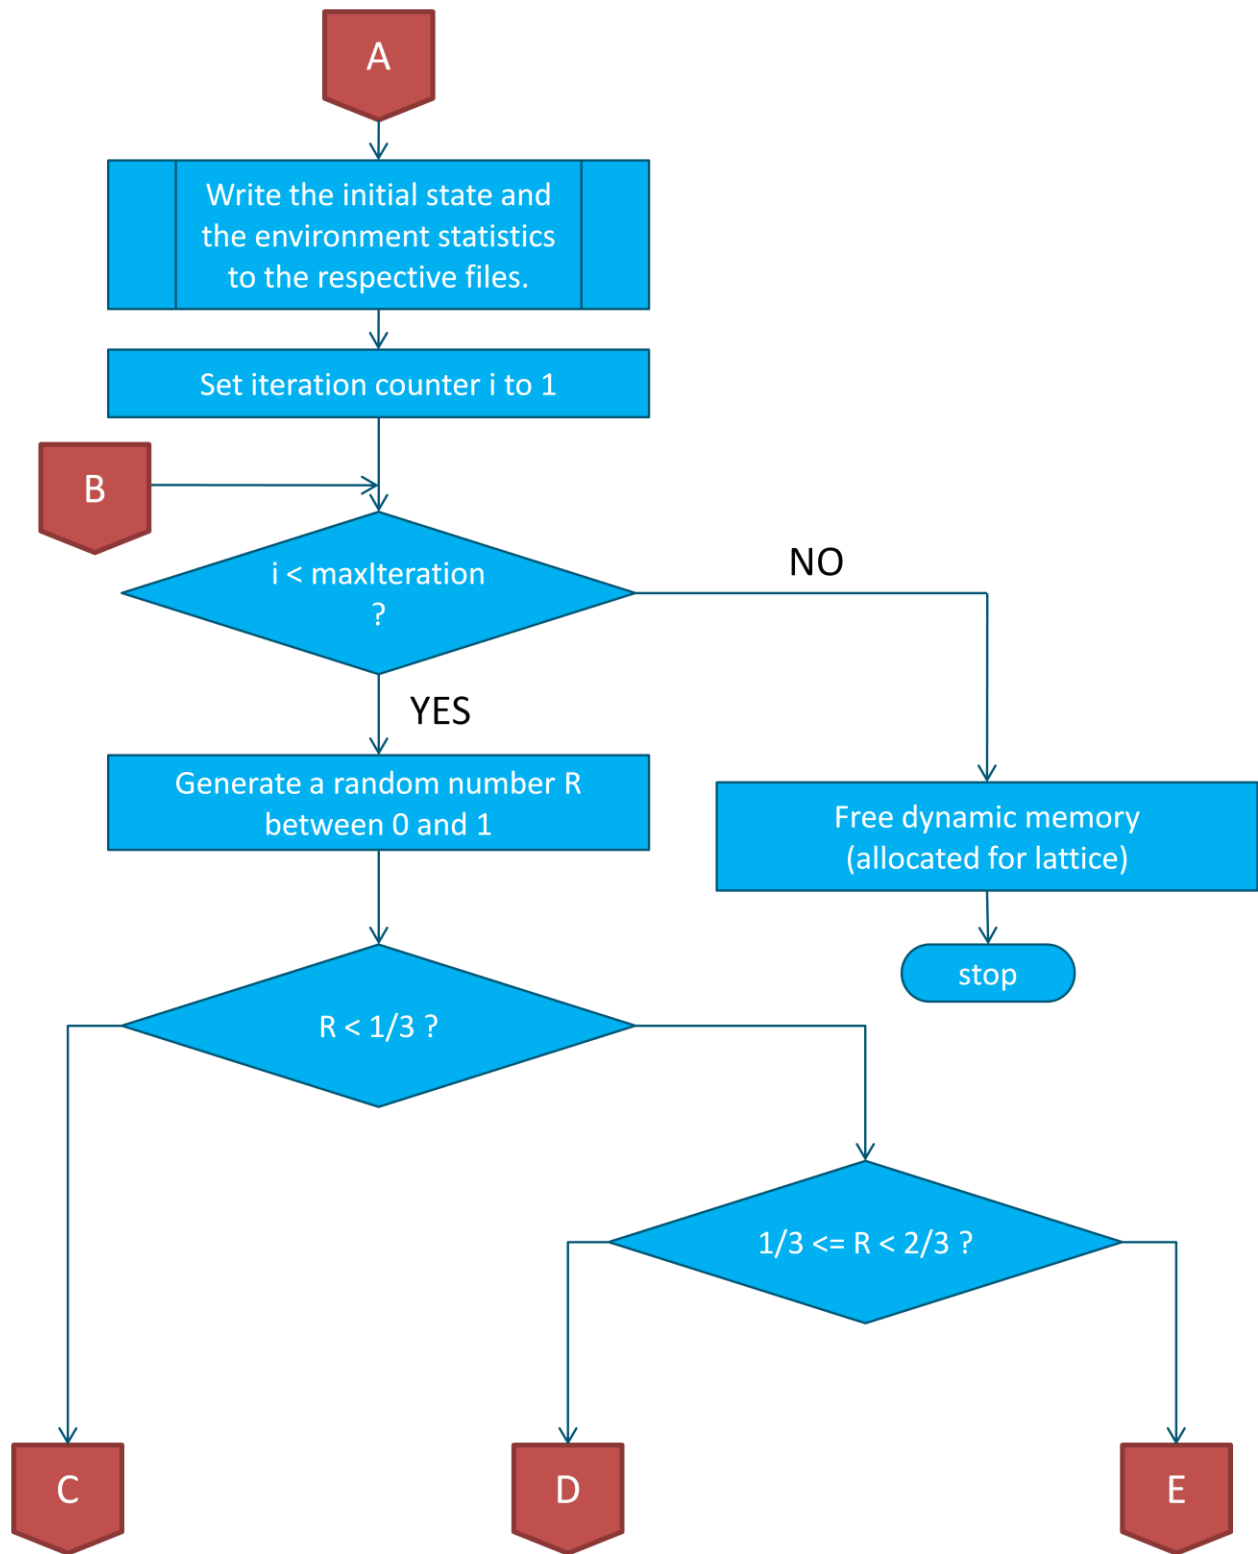 A
Write the initial state and
the environment statistics
to the respective files.
Set iteration counter i to 1
B
i < maxIteration
?
NO
YES
Generate a random number R
between 0 and 1
Free dynamic memory
(allocated for lattice)
stop
R < 1/3 ?
1/3 <= R < 2/3 ?
C
D
E